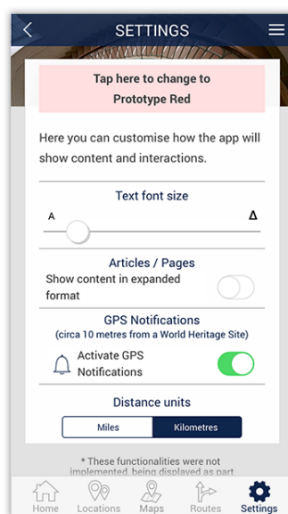 SETTINGS
Tap here to change to
Prototype Red
Here you can customise how the app will
show content and interactions.
Text font size
A A
Articles / Pages
Show content in expanded
format
GPS Notifications
(circa 10 metres from a World Heritage Site)
Activate GPS
Notifications
Distance units
Miles Kilometres
* These functionalities were not
implemented, being displayed as part
Home Locations Maps Routes Settings